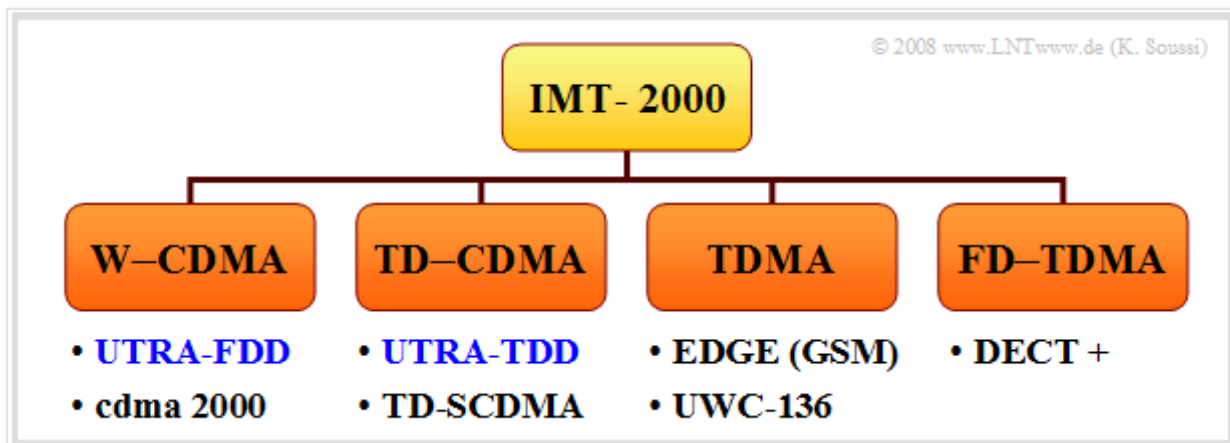 © 2008 www.LNTwww.de (K. Soussi)
IMT- 2000
W–CDMA
TD–CDMA
TDMA
FD–TDMA
• UTRA-FDD
• cdma 2000
• UTRA-TDD
• TD-SCDMA
• EDGE (GSM)
• UWC-136
• DECT +